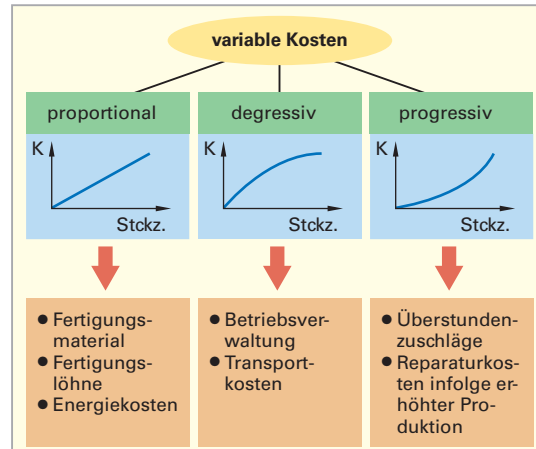 variable Kosten
proportional
degressiv
progressiv
K
Stckz.
K
Stckz.
K
Stckz.
● Fertigungs-
material
● Fertigungs-
löhne
● Energiekosten
● Betriebsver-
waltung
● Transport-
kosten
● Überstunden-
zuschläge
● Reparaturkos-
ten infolge er-
höhter Pro-
duktion